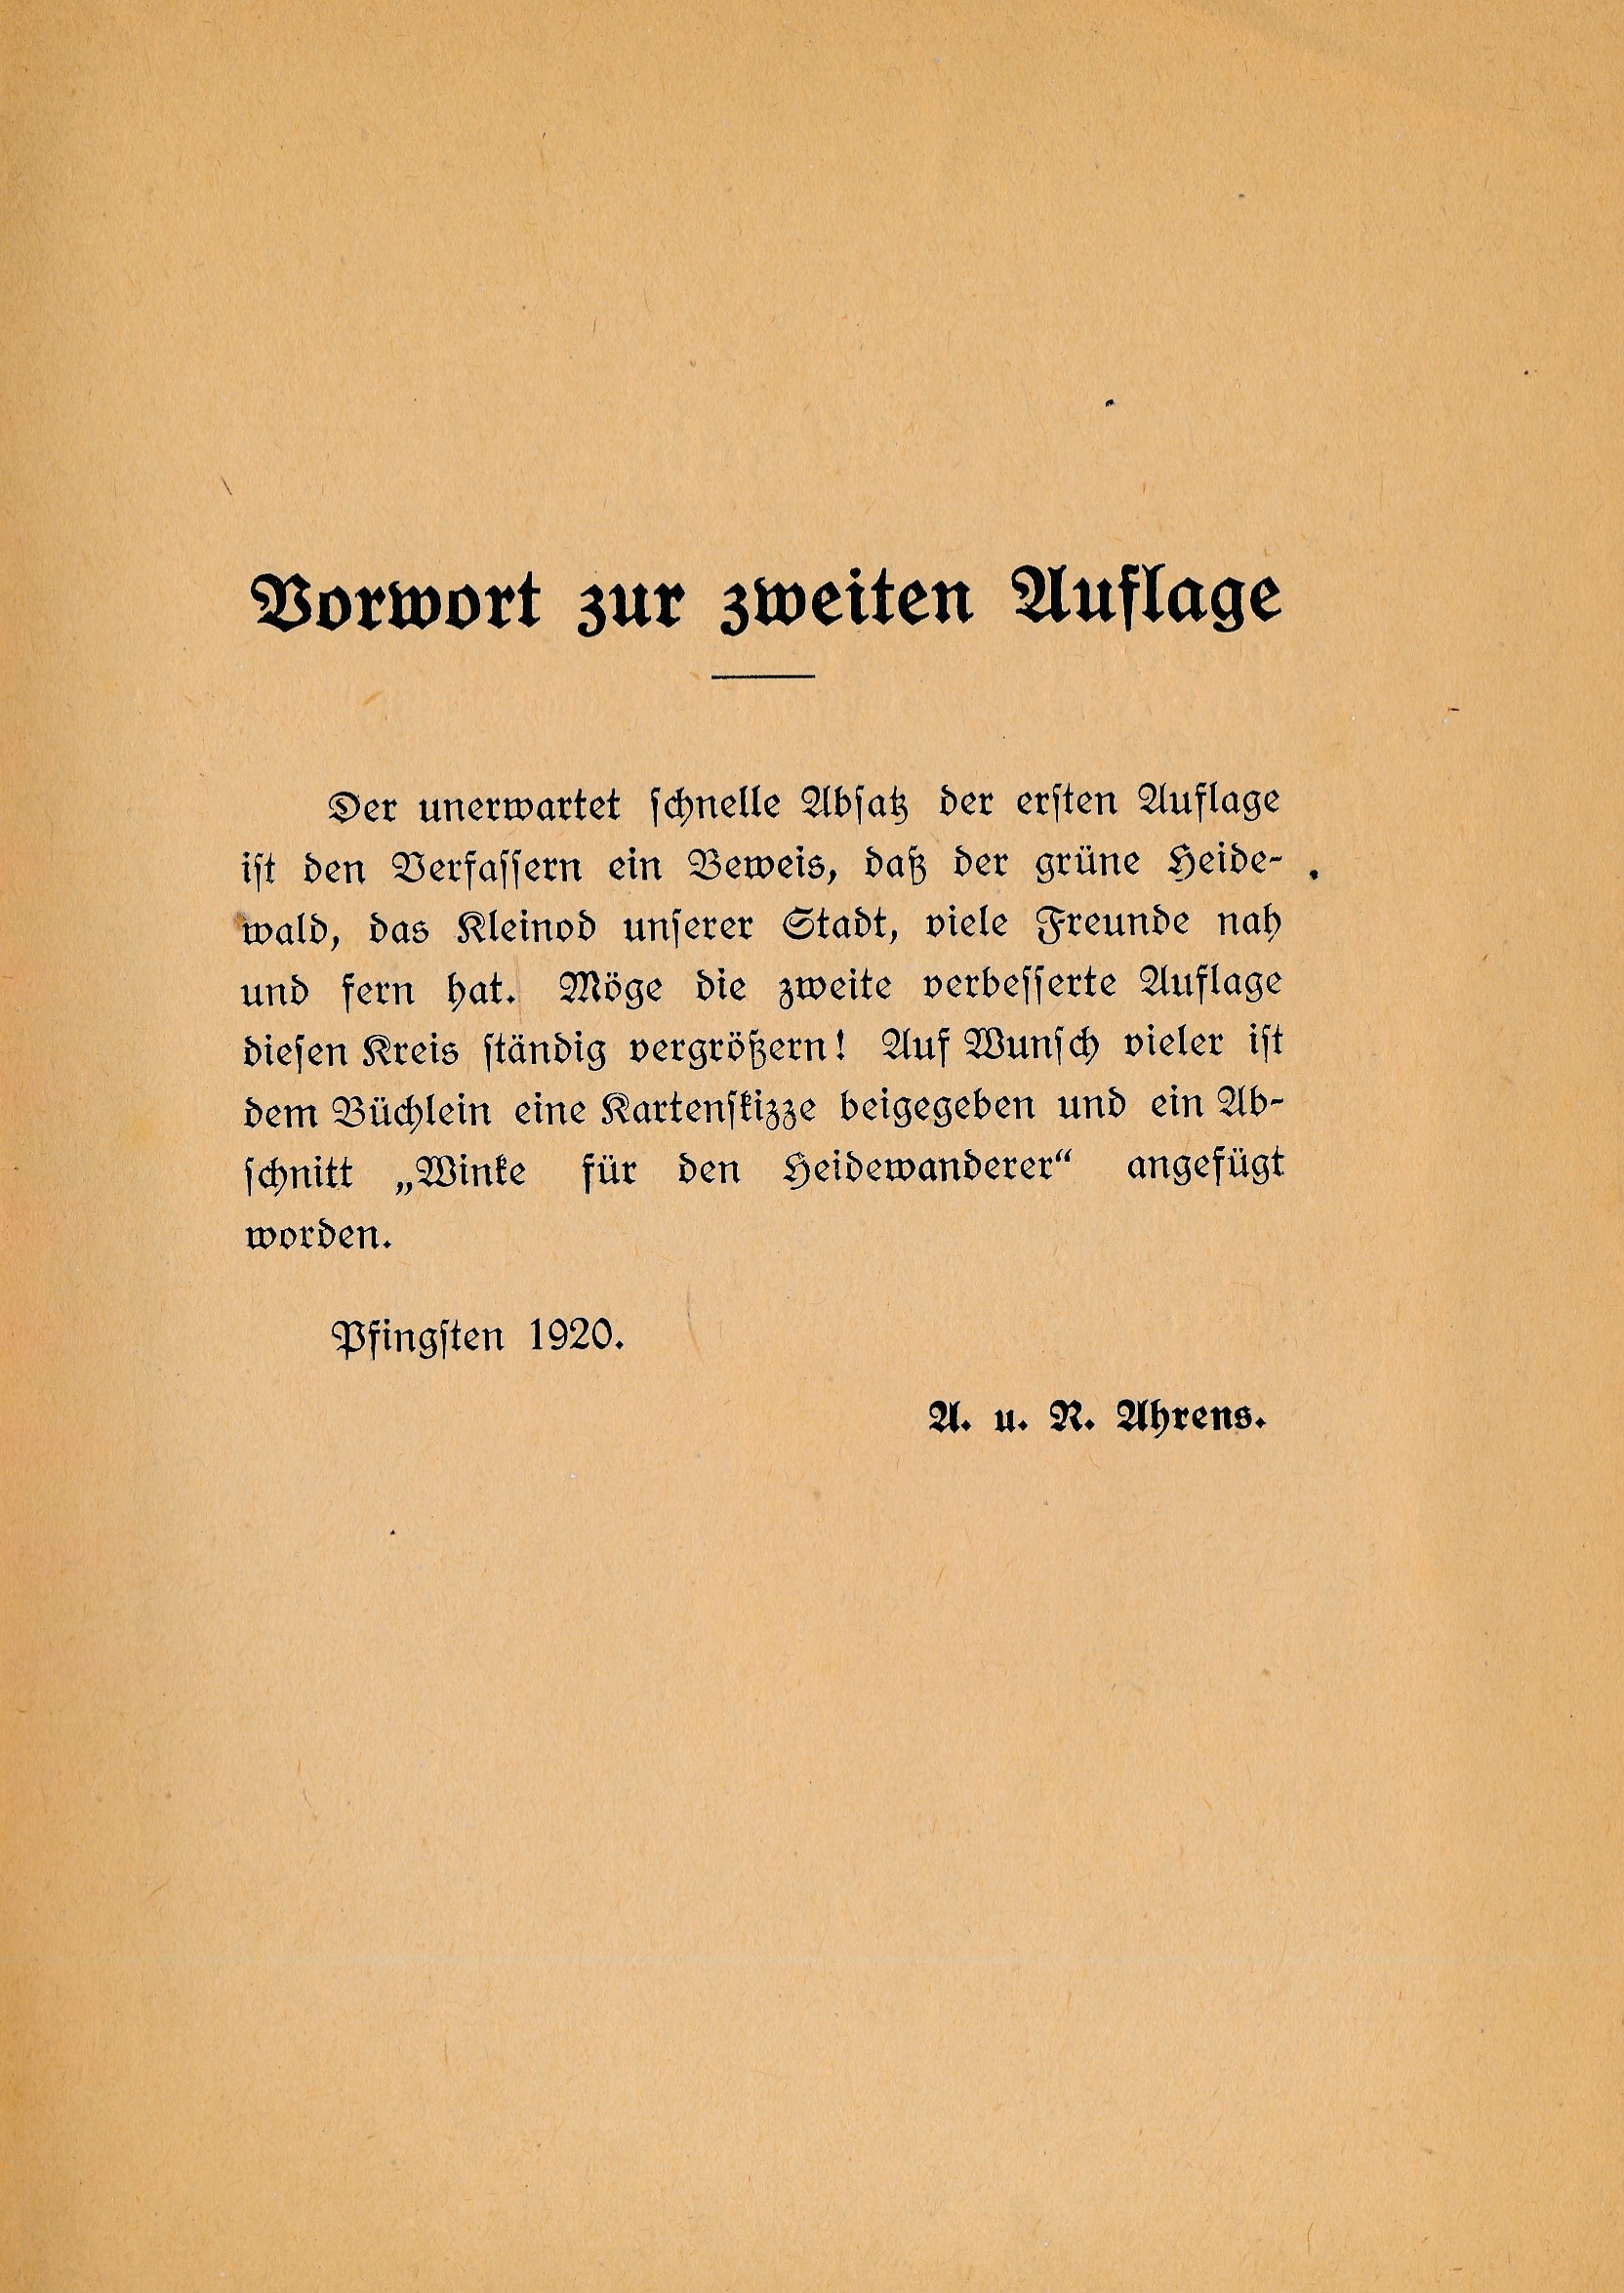 Vorwort zur zweiten Auflage
Der unerwartet schnelle Absatz der ersten Auflage
ist den Verfassern ein Beweis, daß der grüne Heide-
wald, das Kleinod unserer Stadt, viele Freunde nah
und fern hat. Möge die zweite verbesserte Auflage
diesen Kreis ständig vergrößern! Auf Wunsch vieler ist
dem Büchlein eine Kartenskizze beigegeben und ein Ab-
schnitt „Winke für den Heidewanderer“ angefügt
worden.
Pfingsten 1920.
A. u. R. Ahrens.